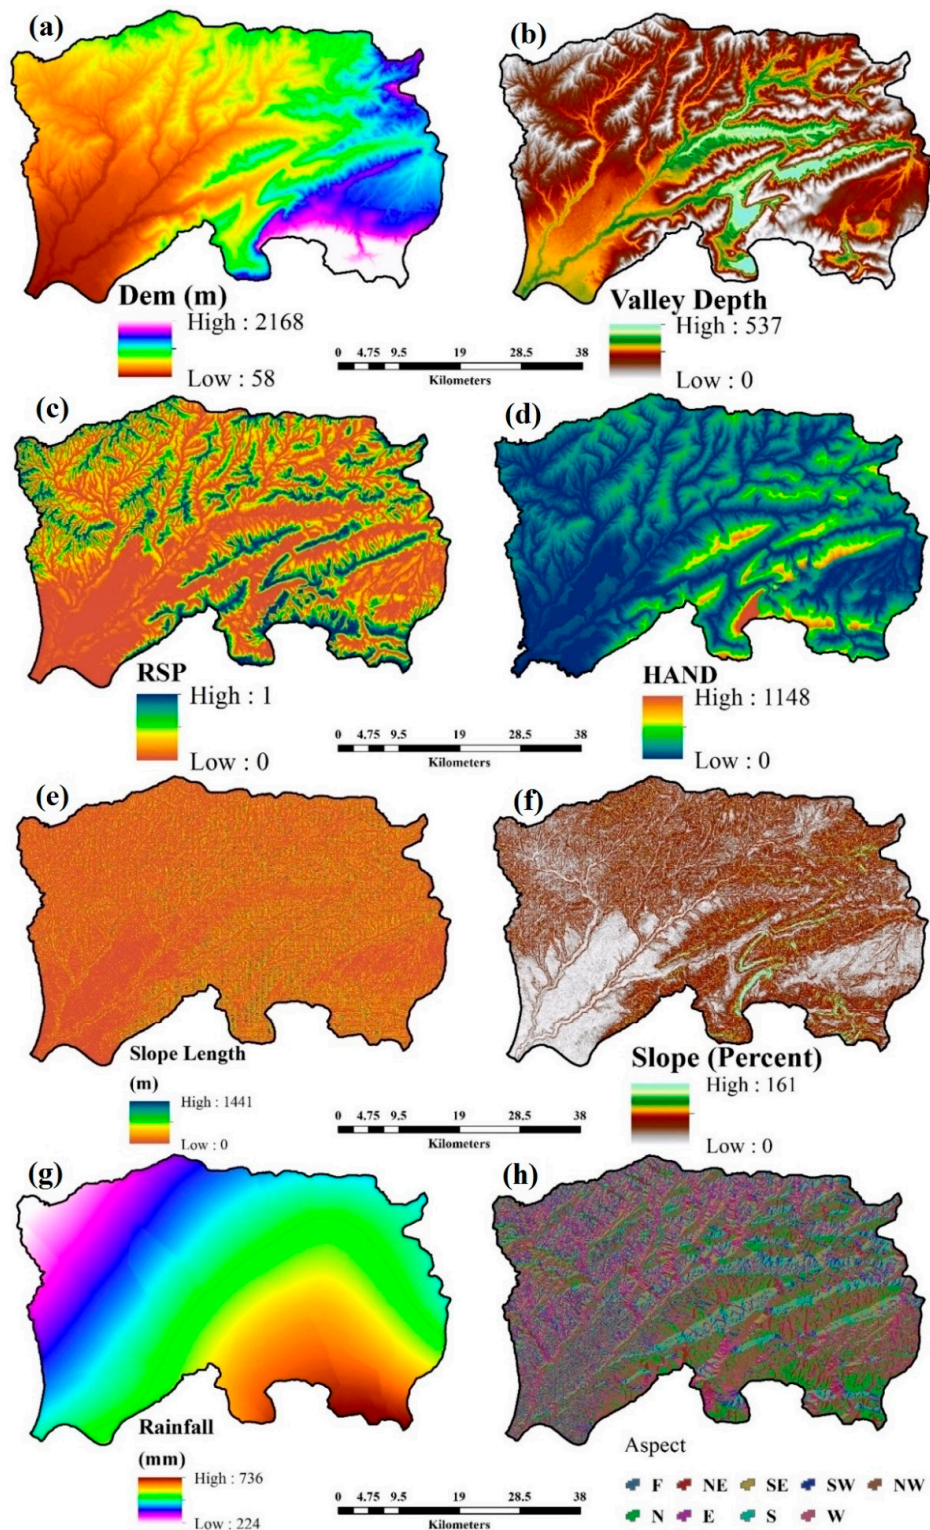 (a)
(b)
Dem (m)
High : 2168
Low : 58
Valley Depth
High : 537
Low : 0
0 4.75 9.5 19 28.5 38
Kilometers
(c)
(d)
RSP
High : 1
Low : 0
HAND
High : 1148
Low : 0
0 4.75 9.5 19 28.5 38
Kilometers
(e)
(f)
Slope Length
(m)
High : 1441
Low : 0
Slope (Percent)
High : 161
Low : 0
0 4.75 9.5 19 28.5 38
Kilometers
(g)
(h)
Rainfall
(mm)
High : 736
Low : 224
0 4.75 9.5 19 28.5 38
Kilometers
Aspect
F NE SE SW NW
N E S W